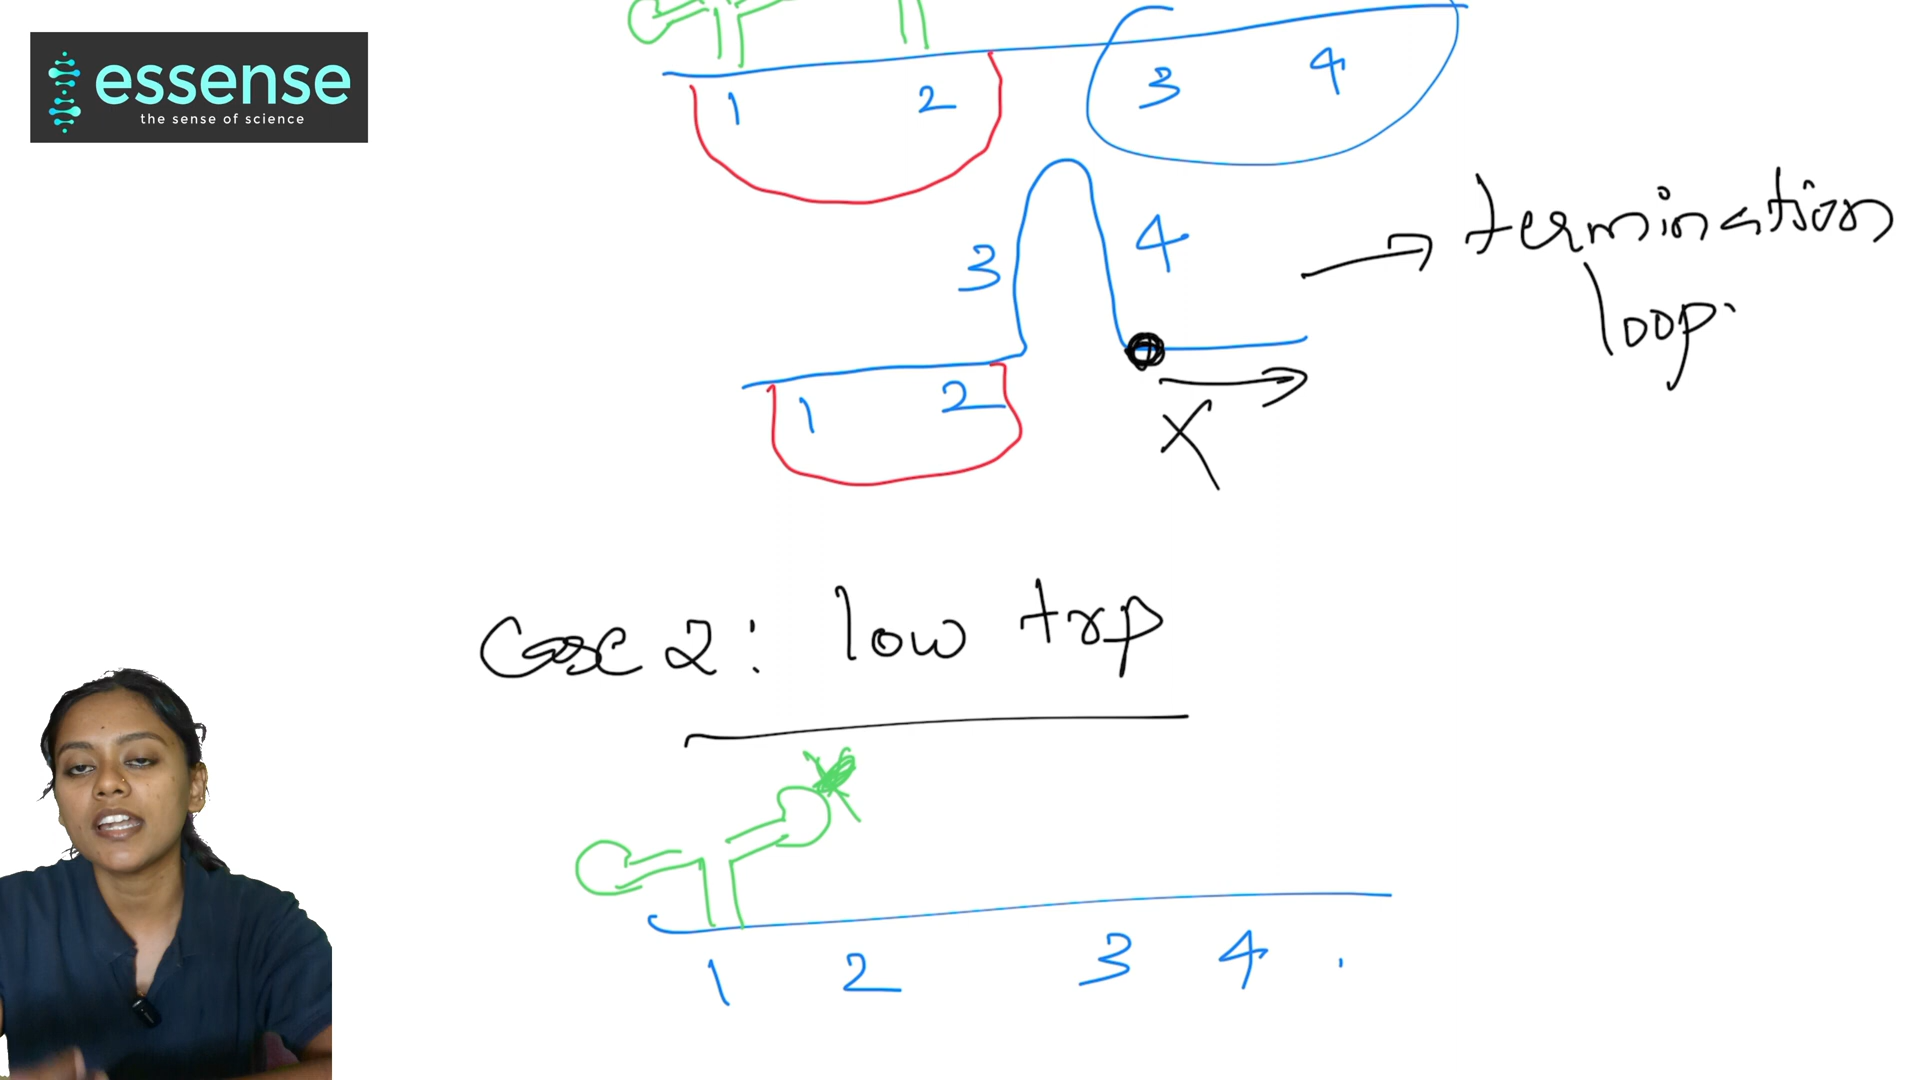 essense
the sense of science
1 2 3 4
3 4
→ termination
loop.
1 2
X
Case 2: low trp
1 2 3 4 .